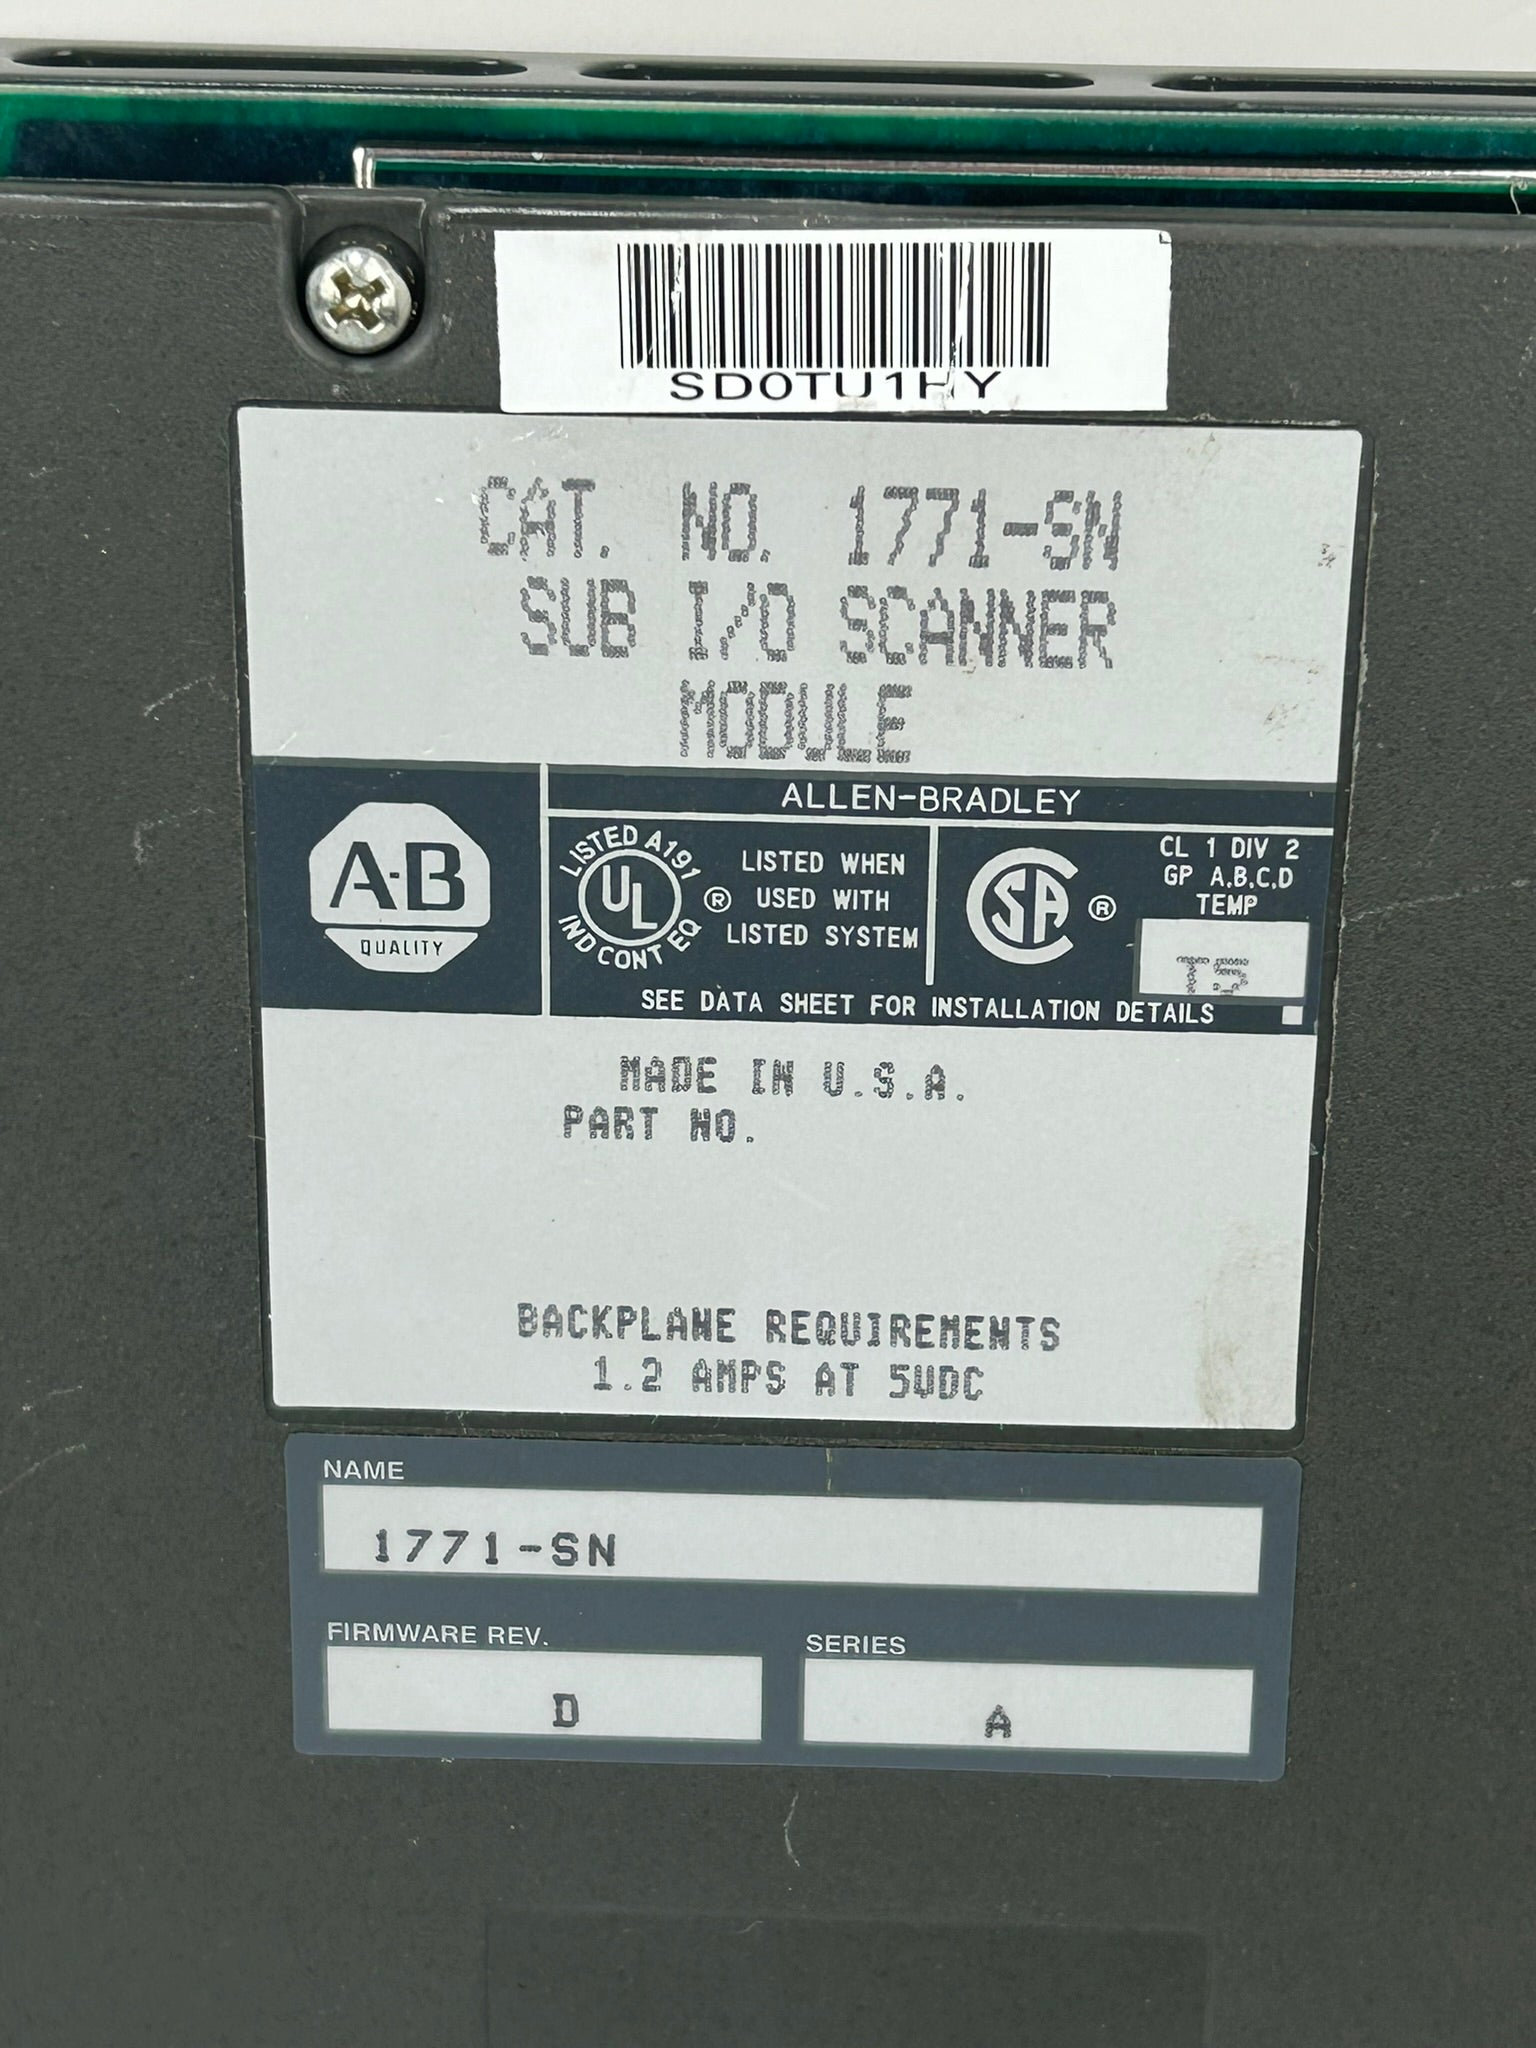 SD0TU1HY
CAT. NO. 1771-SN
SUB I/O SCANNER
MODULE
ALLEN-BRADLEY
A-B
QUALITY
LISTED A191
UL
IND CONT EQ
®
LISTED WHEN
USED WITH
LISTED SYSTEM
SA
®
CL 1 DIV 2
GP A,B,C,D
TEMP
T5
SEE DATA SHEET FOR INSTALLATION DETAILS
MADE IN U.S.A.
PART NO.
BACKPLANE REQUIREMENTS
1.2 AMPS AT 5VDC
NAME
1771-SN
FIRMWARE REV.
D
SERIES
A